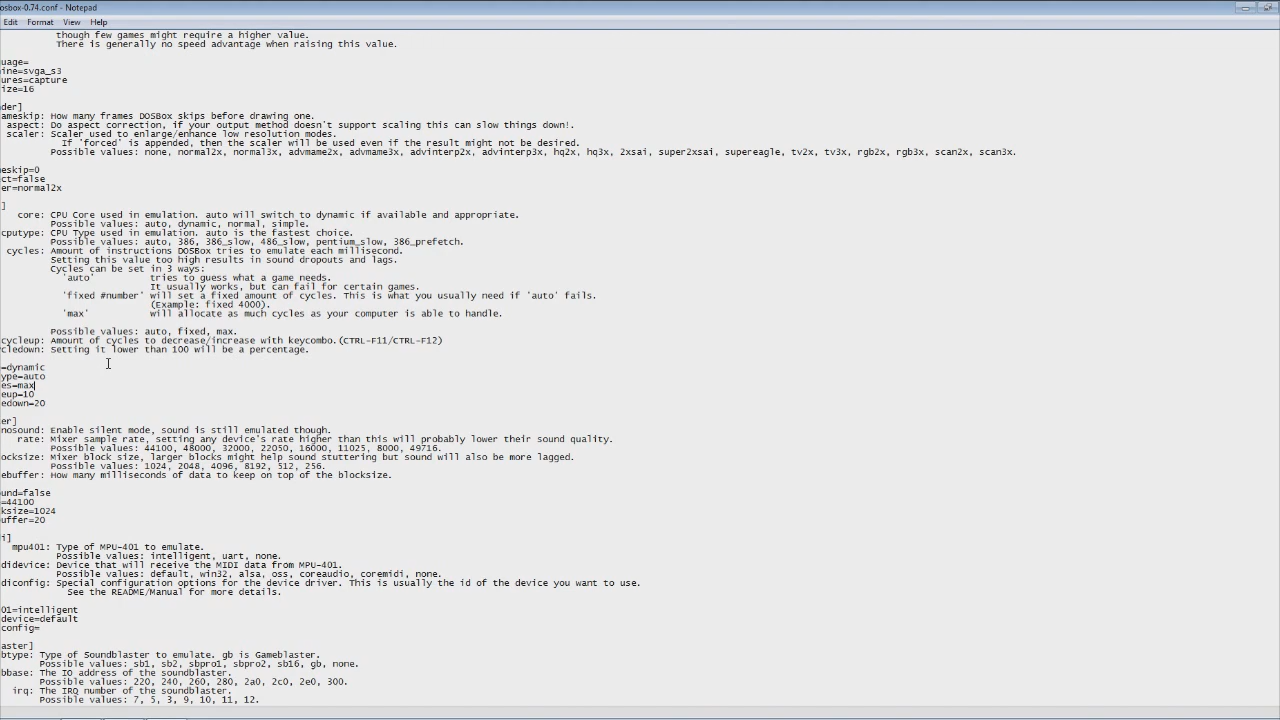 osbox-0.74.conf - Notepad
Edit Format View Help
though few games might require a higher value.
There is generally no speed advantage when raising this value.
uage=
ine=svga_s3
ures=capture
ize=16
der]
ameskip: How many frames DOSBox skips before drawing one.
aspect: Do aspect correction, if your output method doesn't support scaling this can slow things down!.
scaler: Scaler used to enlarge/enhance low resolution modes.
If 'forced' is appended, then the scaler will be used even if the result might not be desired.
Possible values: none, normal2x, normal3x, advmame2x, advmame3x, advinterp2x, advinterp3x, hq2x, hq3x, 2xsai, super2xsai, supereagle, tv2x, tv3x, rgb2x, rgb3x, scan2x, scan3x.
eskip=0
ct=false
er=normal2x
]
core: CPU Core used in emulation. auto will switch to dynamic if available and appropriate.
Possible values: auto, dynamic, normal, simple.
cputype: CPU Type used in emulation. auto is the fastest choice.
Possible values: auto, 386, 386_slow, 486_slow, pentium_slow, 386_prefetch.
cycles: Amount of instructions DOSBox tries to emulate each millisecond.
Setting this value too high results in sound dropouts and lags.
Cycles can be set in 3 ways:
'auto' tries to guess what a game needs.
It usually works, but can fail for certain games.
'fixed #number' will set a fixed amount of cycles. This is what you usually need if 'auto' fails.
(Example: fixed 4000).
'max' will allocate as much cycles as your computer is able to handle.
Possible values: auto, fixed, max.
cycleup: Amount of cycles to decrease/increase with keycombo.(CTRL-F11/CTRL-F12)
cledown: Setting it lower than 100 will be a percentage.
=dynamic
ype=auto
es=max
eup=10
edown=20
er]
nosound: Enable silent mode, sound is still emulated though.
rate: Mixer sample rate, setting any device's rate higher than this will probably lower their sound quality.
Possible values: 44100, 48000, 32000, 22050, 16000, 11025, 8000, 49716.
ocksize: Mixer block size, larger blocks might help sound stuttering but sound will also be more lagged.
Possible values: 1024, 2048, 4096, 8192, 512, 256.
ebuffer: How many milliseconds of data to keep on top of the blocksize.
und=false
=44100
ksize=1024
uffer=20
i]
mpu401: Type of MPU-401 to emulate.
Possible values: intelligent, uart, none.
didevice: Device that will receive the MIDI data from MPU-401.
Possible values: default, win32, alsa, oss, coreaudio, coremidi, none.
diconfig: Special configuration options for the device driver. This is usually the id of the device you want to use.
See the README/Manual for more details.
01=intelligent
device=default
config=
aster]
btype: Type of Soundblaster to emulate. gb is Gameblaster.
Possible values: sb1, sb2, sbpro1, sbpro2, sb16, gb, none.
bbase: The IO address of the soundblaster.
Possible values: 220, 240, 260, 280, 2a0, 2c0, 2e0, 300.
irq: The IRQ number of the soundblaster.
Possible values: 7, 5, 3, 9, 10, 11, 12.